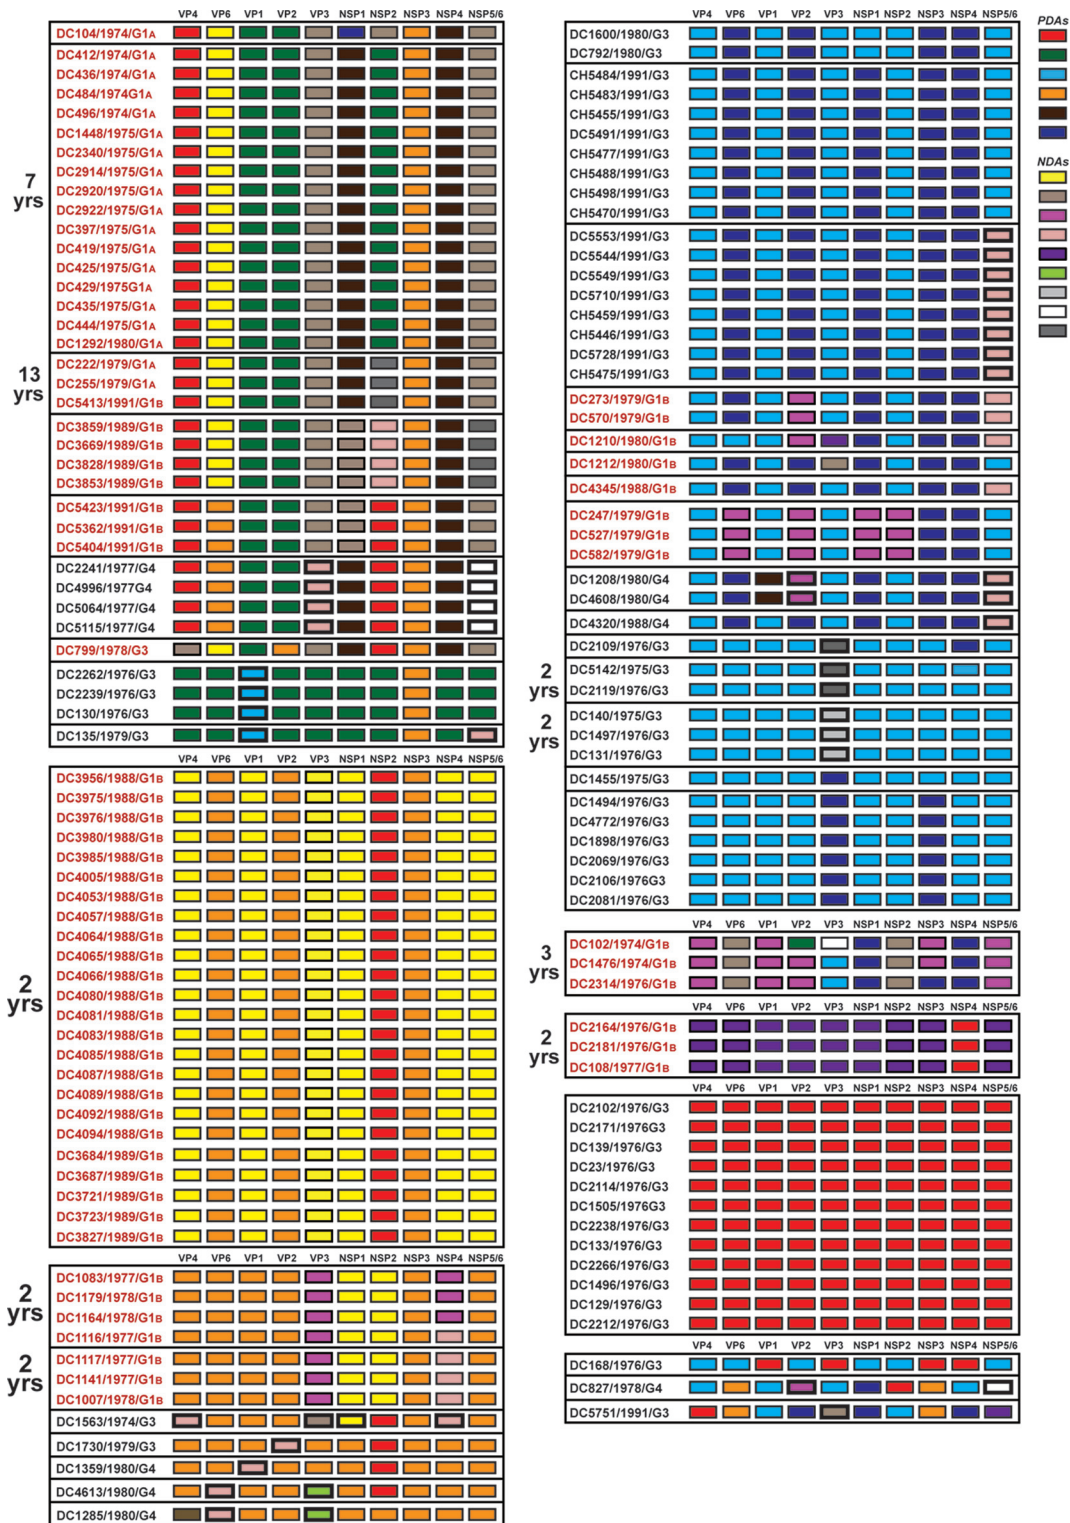 VP4 VP6 VP1 VP2 VP3 NSP1 NSP2 NSP3 NSP4 NSP5/6
DC104/1974/G1A
DC412/1974/G1A
DC436/1974/G1A
DC484/1974G1A
DC496/1974/G1A
DC1448/1975/G1A
DC2340/1975/G1A
DC2914/1975/G1A
DC2920/1975/G1A
DC2922/1975/G1A
DC397/1975/G1A
DC419/1975/G1A
DC425/1975/G1A
DC429/1975G1A
DC435/1975/G1A
DC444/1975/G1A
DC1292/1980/G1A
7
yrs
DC222/1979/G1A
DC255/1979/G1A
DC5413/1991/G1B
13
yrs
DC3859/1989/G1B
DC3669/1989/G1B
DC3828/1989/G1B
DC3853/1989/G1B
DC5423/1991/G1B
DC5362/1991/G1B
DC5404/1991/G1B
DC2241/1977/G4
DC4996/1977G4
DC5064/1977/G4
DC5115/1977/G4
DC799/1978/G3
DC2262/1976/G3
DC2239/1976/G3
DC130/1976/G3
DC135/1979/G3
VP4 VP6 VP1 VP2 VP3 NSP1 NSP2 NSP3 NSP4 NSP5/6
DC3956/1988/G1B
DC3975/1988/G1B
DC3976/1988/G1B
DC3980/1988/G1B
DC3985/1988/G1B
DC4005/1988/G1B
DC4053/1988/G1B
DC4057/1988/G1B
DC4064/1988/G1B
DC4065/1988/G1B
DC4066/1988/G1B
DC4080/1988/G1B
DC4081/1988/G1B
DC4083/1988/G1B
DC4085/1988/G1B
DC4087/1988/G1B
DC4089/1988/G1B
DC4092/1988/G1B
DC4094/1988/G1B
DC3684/1989/G1B
DC3687/1989/G1B
DC3721/1989/G1B
DC3723/1989/G1B
DC3827/1989/G1B
2
yrs
VP4 VP6 VP1 VP2 VP3 NSP1 NSP2 NSP3 NSP4 NSP5/6
DC1083/1977/G1B
DC1179/1978/G1B
DC1164/1978/G1B
DC1116/1977/G1B
2
yrs
DC1117/1977/G1B
DC1141/1977/G1B
DC1007/1978/G1B
2
yrs
DC1563/1974/G3
DC1730/1979/G3
DC1359/1980/G4
DC4613/1980/G4
DC1285/1980/G4
VP4 VP6 VP1 VP2 VP3 NSP1 NSP2 NSP3 NSP4 NSP5/6
DC1600/1980/G3
DC792/1980/G3
CH5484/1991/G3
CH5483/1991/G3
CH5455/1991/G3
DC5491/1991/G3
CH5477/1991/G3
CH5488/1991/G3
CH5498/1991/G3
CH5470/1991/G3
DC5553/1991/G3
DC5544/1991/G3
DC5549/1991/G3
DC5710/1991/G3
CH5459/1991/G3
CH5446/1991/G3
DC5728/1991/G3
CH5475/1991/G3
DC273/1979/G1B
DC570/1979/G1B
DC1210/1980/G1B
DC1212/1980/G1B
DC4345/1988/G1B
DC247/1979/G1B
DC527/1979/G1B
DC582/1979/G1B
DC1208/1980/G4
DC4608/1980/G4
DC4320/1988/G4
DC2109/1976/G3
DC5142/1975/G3
DC2119/1976/G3
2
yrs
DC140/1975/G3
DC1497/1976/G3
DC131/1976/G3
2
yrs
DC1455/1975/G3
DC1494/1976/G3
DC4772/1976/G3
DC1898/1976/G3
DC2069/1976/G3
DC2106/1976G3
DC2081/1976/G3
VP4 VP6 VP1 VP2 VP3 NSP1 NSP2 NSP3 NSP4 NSP5/6
DC102/1974/G1B
DC1476/1974/G1B
DC2314/1976/G1B
3
yrs
VP4 VP6 VP1 VP2 VP3 NSP1 NSP2 NSP3 NSP4 NSP5/6
DC2164/1976/G1B
DC2181/1976/G1B
DC108/1977/G1B
2
yrs
VP4 VP6 VP1 VP2 VP3 NSP1 NSP2 NSP3 NSP4 NSP5/6
DC2102/1976/G3
DC2171/1976G3
DC139/1976/G3
DC23/1976/G3
DC2114/1976/G3
DC1505/1976G3
DC2238/1976/G3
DC133/1976/G3
DC2266/1976/G3
DC1496/1976/G3
DC129/1976/G3
DC2212/1976/G3
VP4 VP6 VP1 VP2 VP3 NSP1 NSP2 NSP3 NSP4 NSP5/6
DC168/1976/G3
DC827/1978/G4
DC5751/1991/G3
PDAs
NDAs